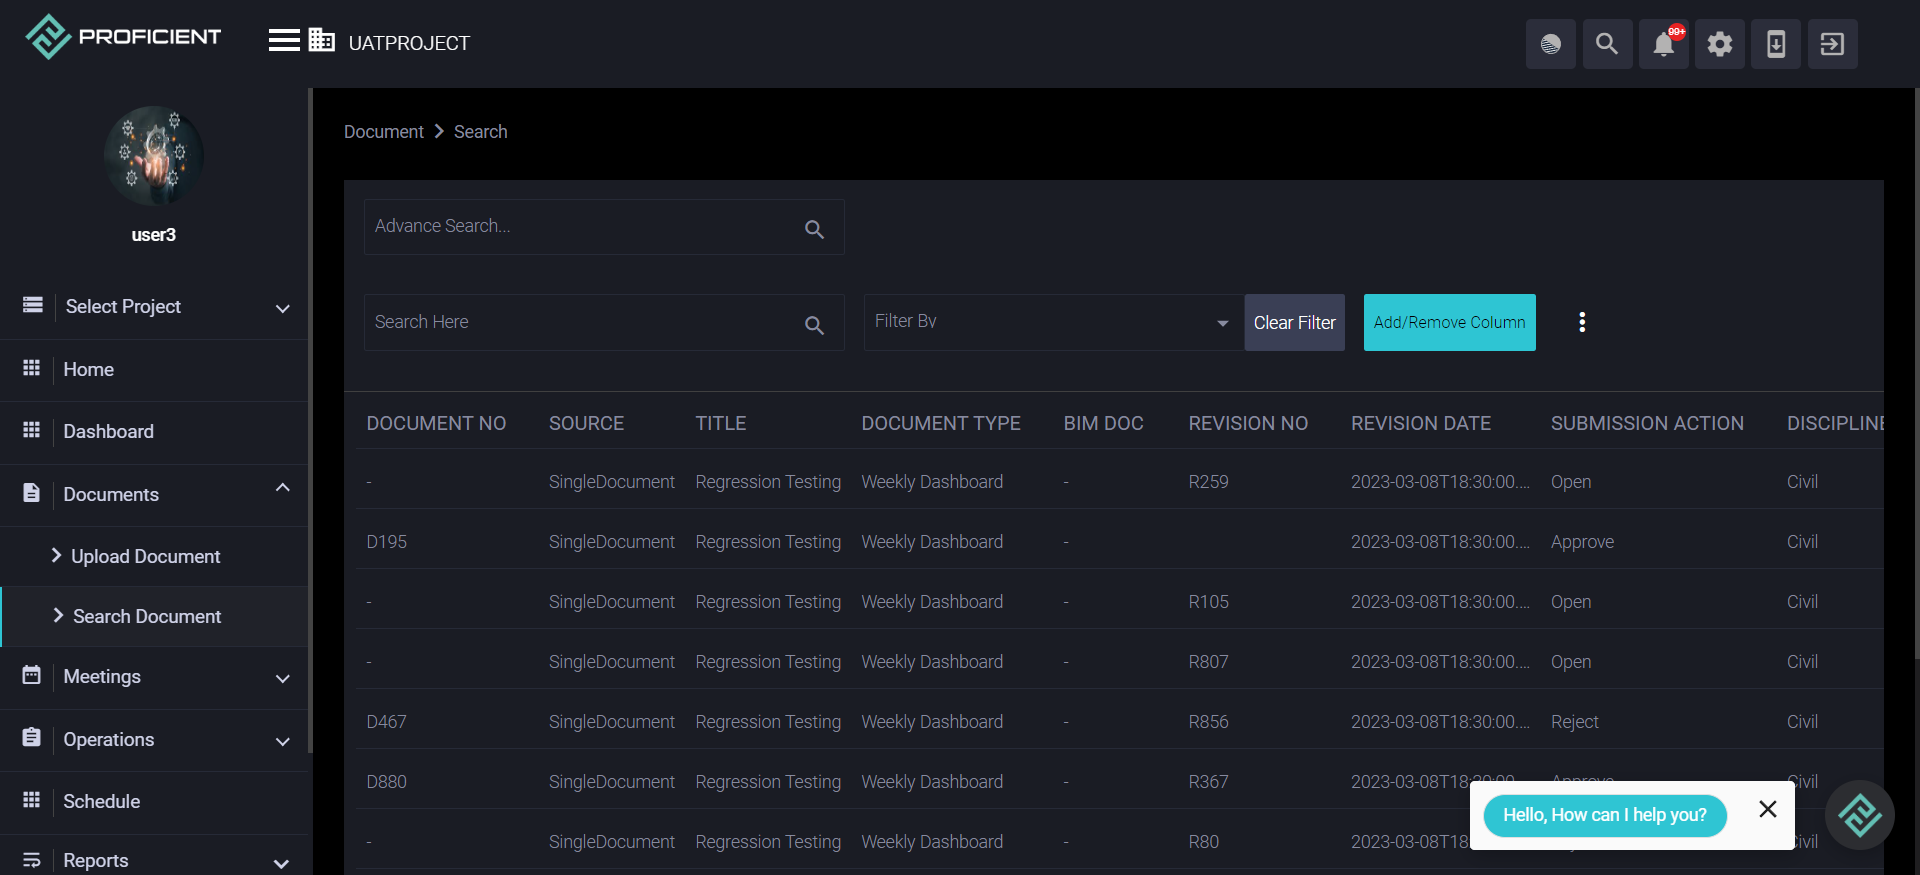 PROFICIENT
UATPROJECT
99+
user3
Select Project
Home
Dashboard
Documents
Upload Document
Search Document
Meetings
Operations
Schedule
Reports
Document Search
Advance Search...
Search Here
Filter By
Clear Filter
Add/Remove Column
DOCUMENT NO SOURCE TITLE DOCUMENT TYPE BIM DOC REVISION NO REVISION DATE SUBMISSION ACTION DISCIPLINE
- SingleDocument Regression Testing Weekly Dashboard - R259 2023-03-08T18:30:00.... Open Civil
D195 SingleDocument Regression Testing Weekly Dashboard - 2023-03-08T18:30:00.... Approve Civil
- SingleDocument Regression Testing Weekly Dashboard - R105 2023-03-08T18:30:00.... Open Civil
- SingleDocument Regression Testing Weekly Dashboard - R807 2023-03-08T18:30:00.... Open Civil
D467 SingleDocument Regression Testing Weekly Dashboard - R856 2023-03-08T18:30:00.... Reject Civil
D880 SingleDocument Regression Testing Weekly Dashboard - R367 2023-03-08T18:30:00.... Approve Civil
- SingleDocument Regression Testing Weekly Dashboard - R80 2023-03-08T18 Civil
Hello, How can I help you?